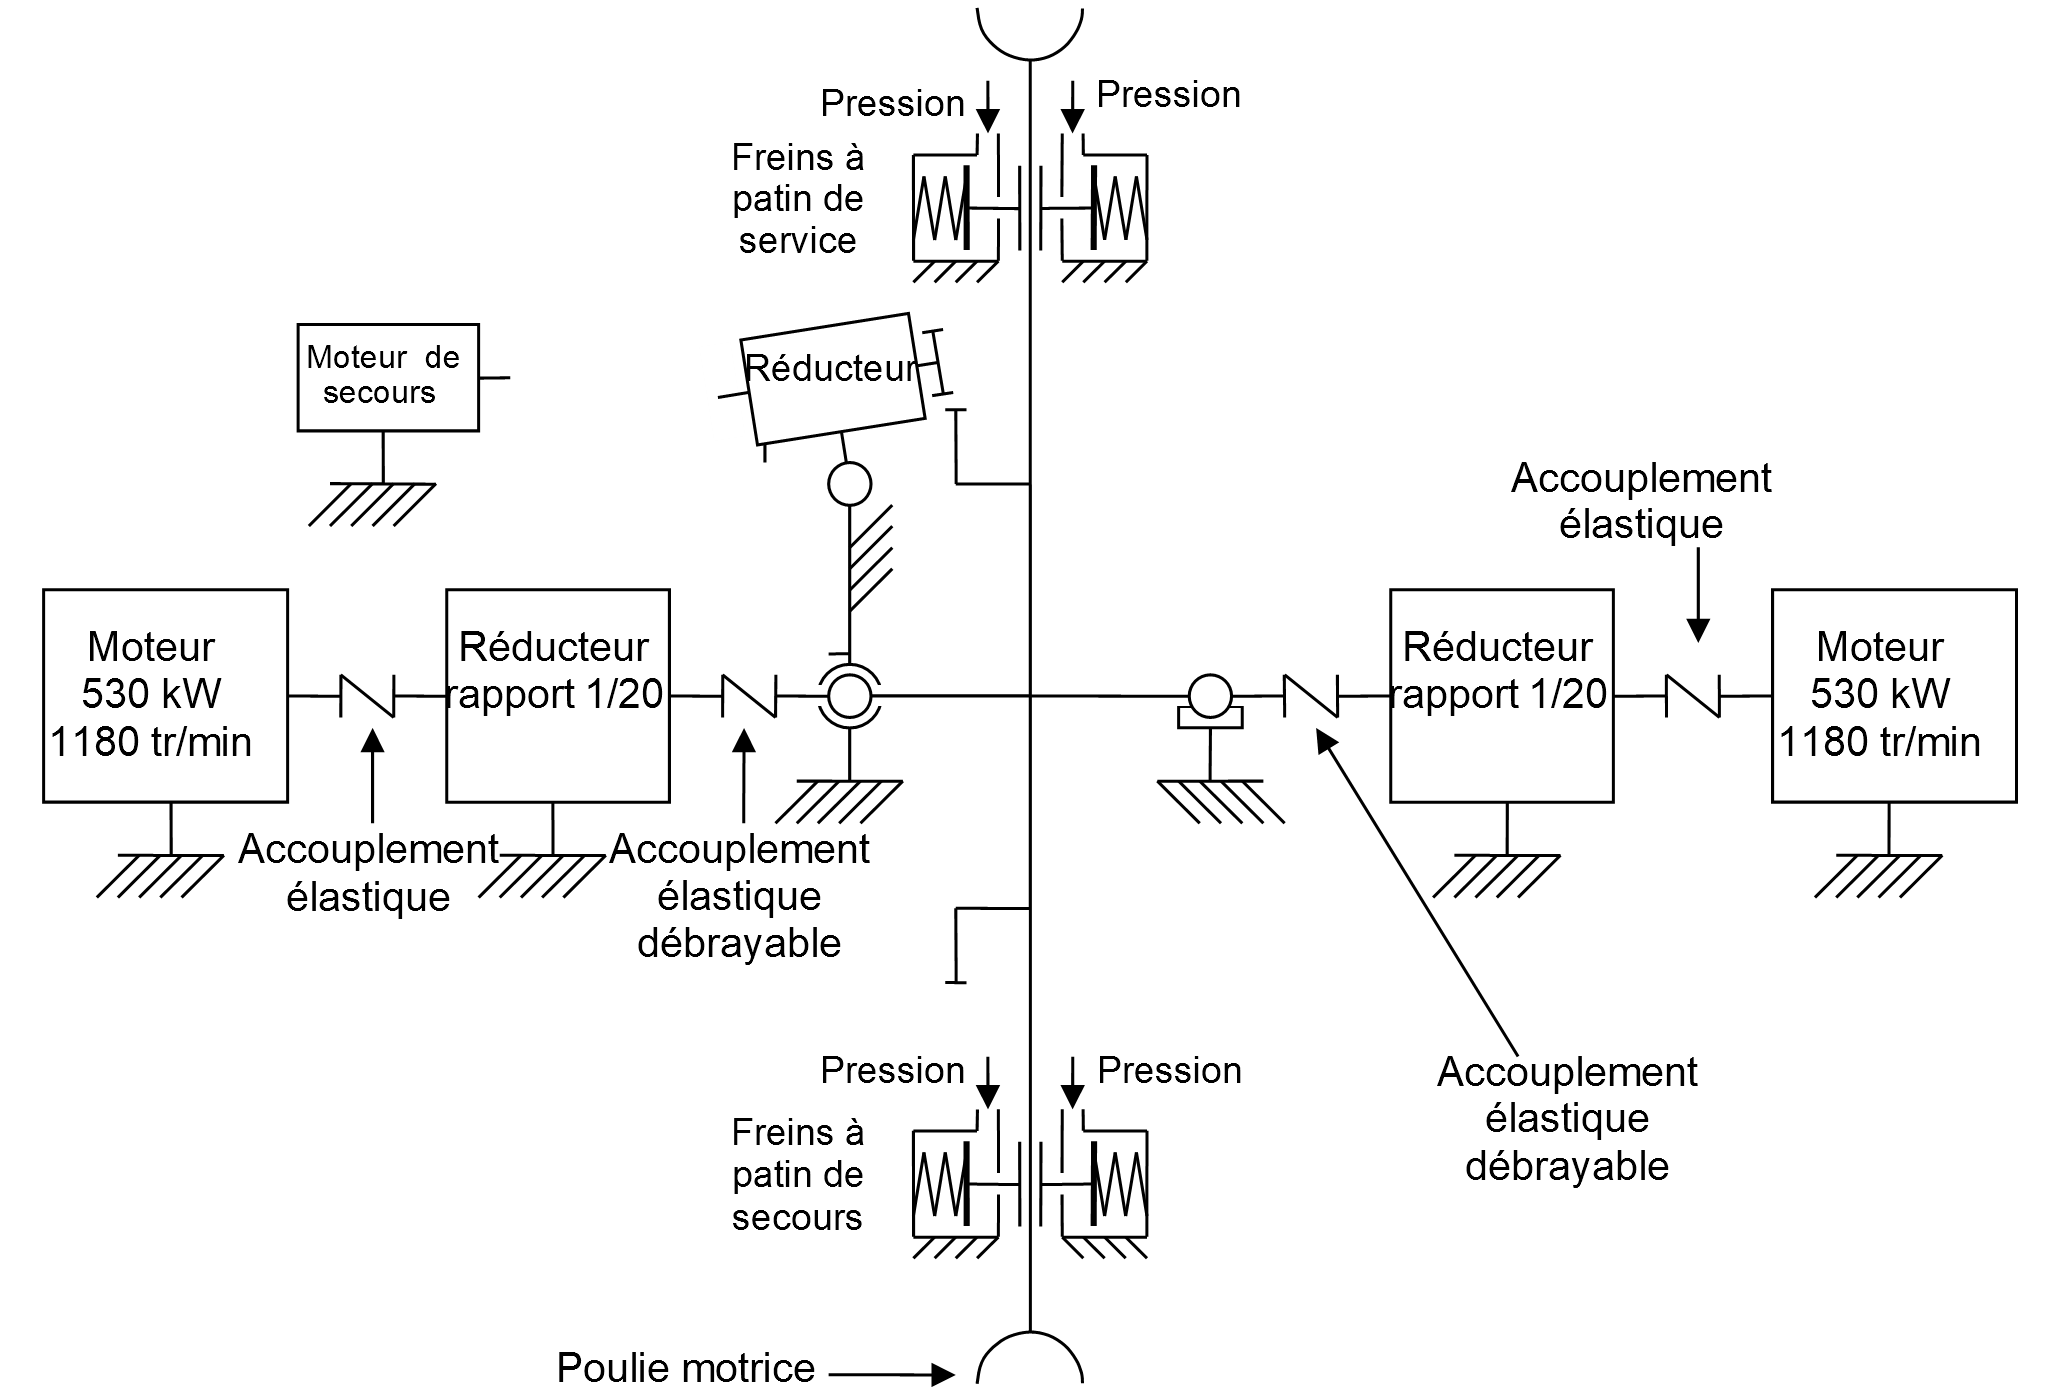 Pression
Pression
Freins à
patin de
service
Moteur de
secours
Réducteur
Accouplement
élastique
Moteur
530 kW
1180 tr/min
Réducteur
rapport 1/20
Réducteur
rapport 1/20
Moteur
530 kW
1180 tr/min
Accouplement
élastique
Accouplement
élastique
débrayable
Pression
Pression
Freins à
patin de
secours
Accouplement
élastique
débrayable
Poulie motrice